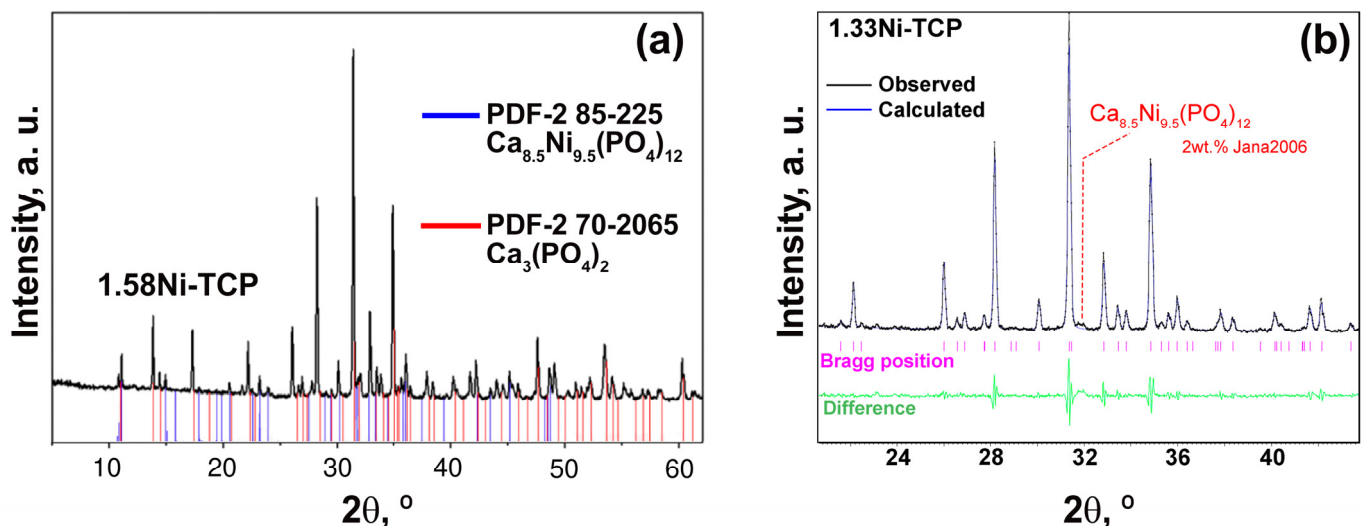 (a)
Intensity, a. u.
PDF-2 85-225
Ca8.5Ni9.5(PO4)12
PDF-2 70-2065
Ca3(PO4)2
1.58Ni-TCP
10 20 30 40 50 60
2θ, º
(b)
1.33Ni-TCP
Intensity, a. u.
Observed
Calculated
Ca8.5Ni9.5(PO4)12
2wt.% Jana2006
Bragg position
Difference
24 28 32 36 40
2θ, º